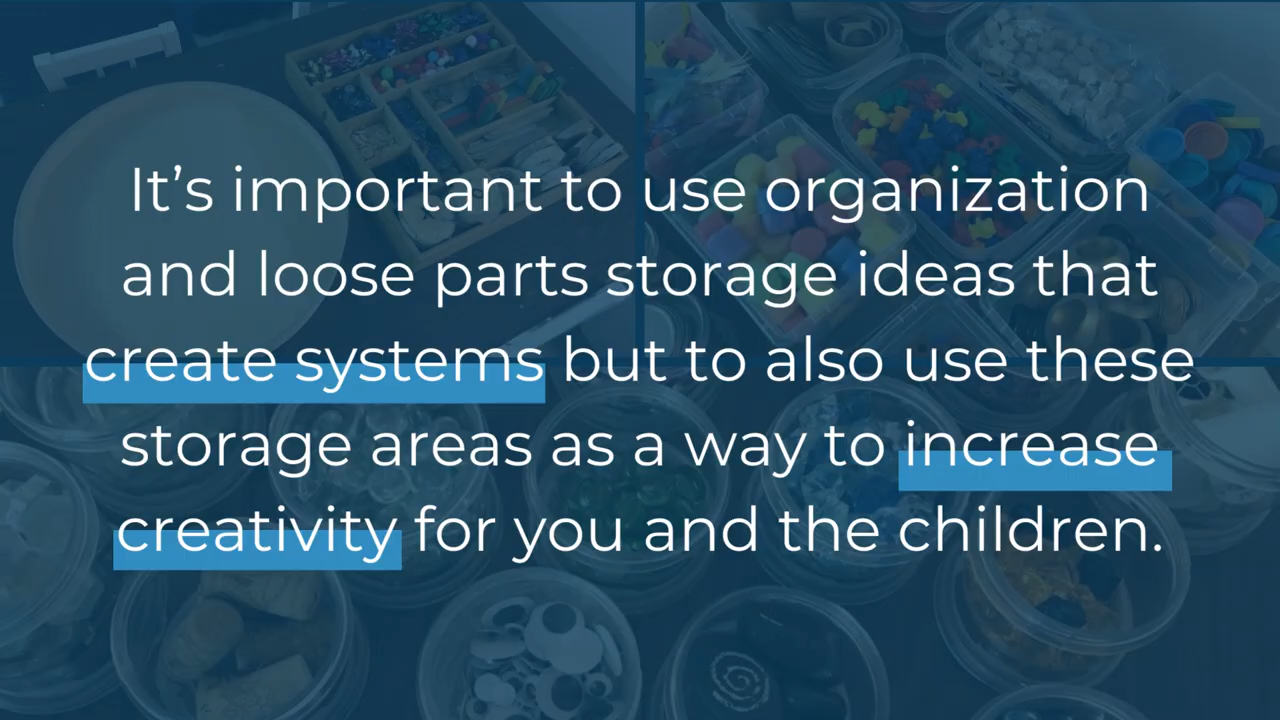 It’s important to use organization
and loose parts storage ideas that
create systems but to also use these
storage areas as a way to increase
creativity for you and the children.